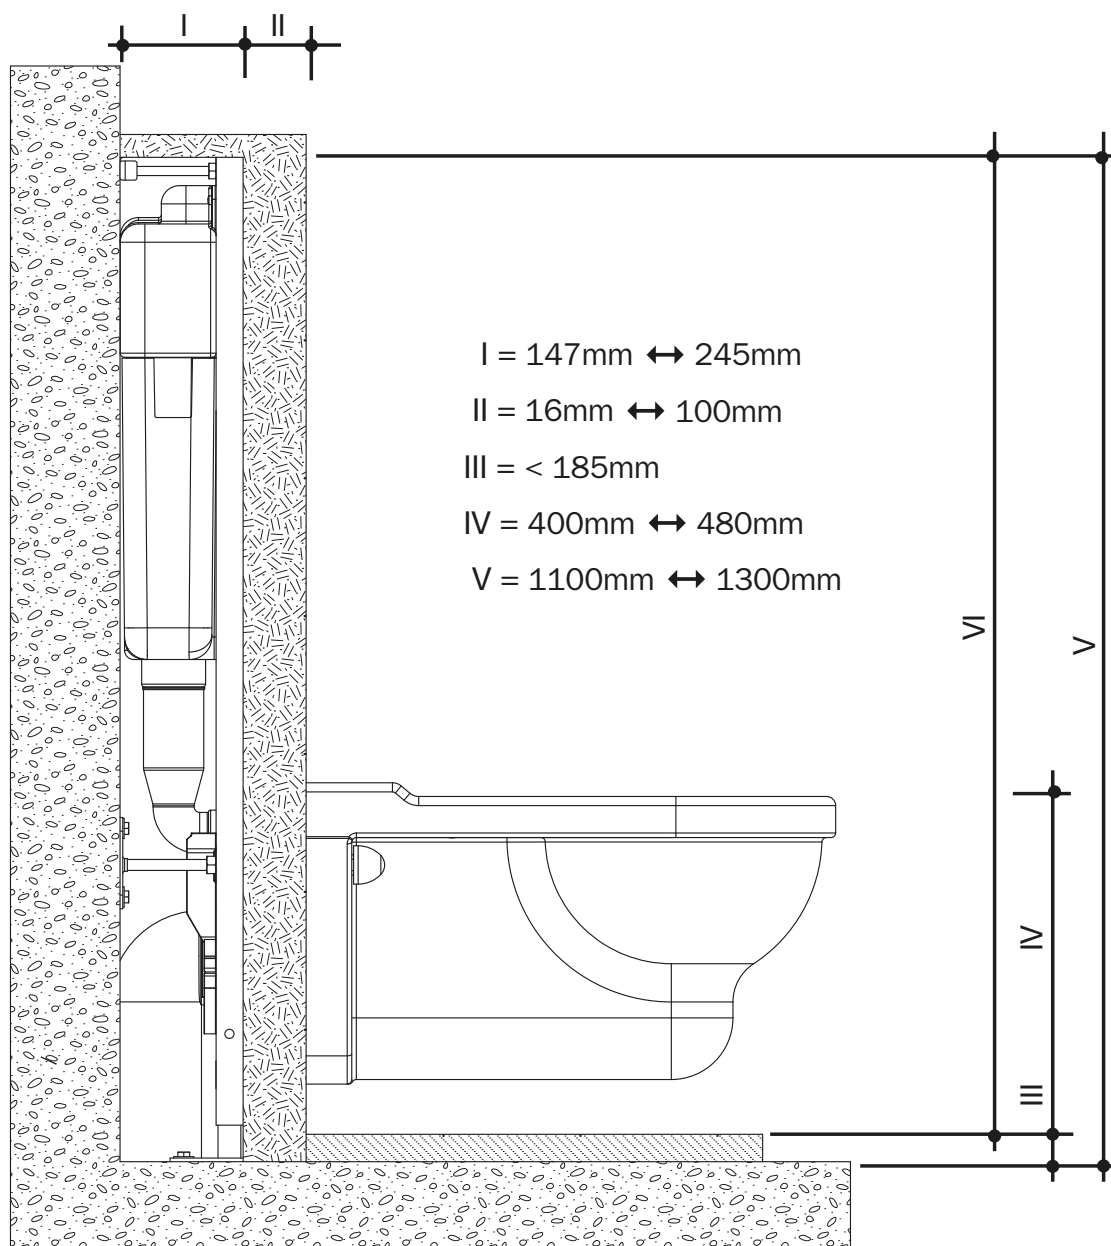 I II
I = 147mm ↔ 245mm
II = 16mm ↔ 100mm
III = < 185mm
IV = 400mm ↔ 480mm
V = 1100mm ↔ 1300mm
VI
V
IV
III